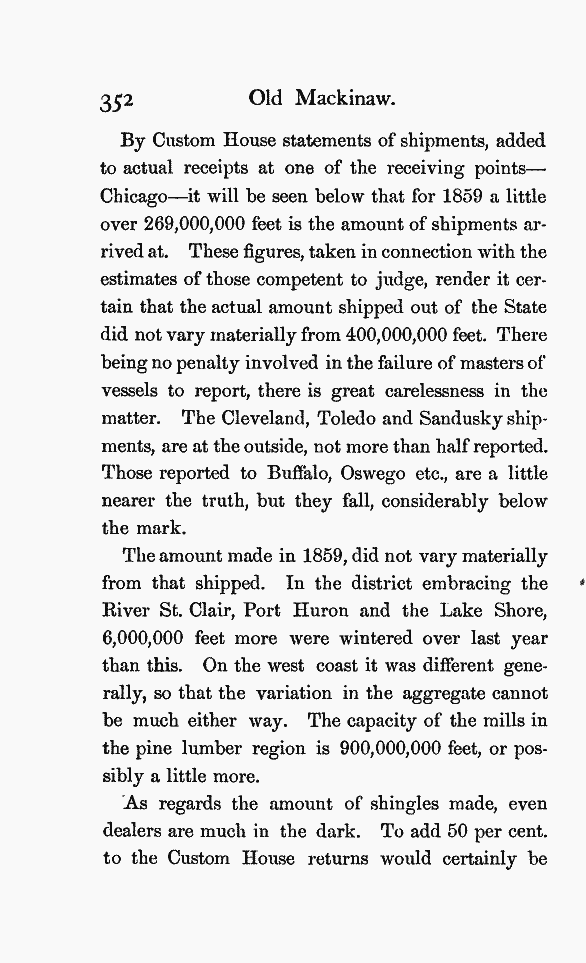 352 Old Mackinaw.
By Custom House statements of shipments, added
to actual receipts at one of the receiving points—
Chicago—it will be seen below that for 1859 a little
over 269,000,000 feet is the amount of shipments ar-
rived at. These figures, taken in connection with the
estimates of those competent to judge, render it cer-
tain that the actual amount shipped out of the State
did not vary materially from 400,000,000 feet. There
being no penalty involved in the failure of masters of
vessels to report, there is great carelessness in the
matter. The Cleveland, Toledo and Sandusky ship-
ments, are at the outside, not more than half reported.
Those reported to Buffalo, Oswego etc., are a little
nearer the truth, but they fall, considerably below
the mark.
The amount made in 1859, did not vary materially
from that shipped. In the district embracing the
River St. Clair, Port Huron and the Lake Shore,
6,000,000 feet more were wintered over last year
than this. On the west coast it was different gene-
rally, so that the variation in the aggregate cannot
be much either way. The capacity of the mills in
the pine lumber region is 900,000,000 feet, or pos-
sibly a little more.
As regards the amount of shingles made, even
dealers are much in the dark. To add 50 per cent.
to the Custom House returns would certainly be